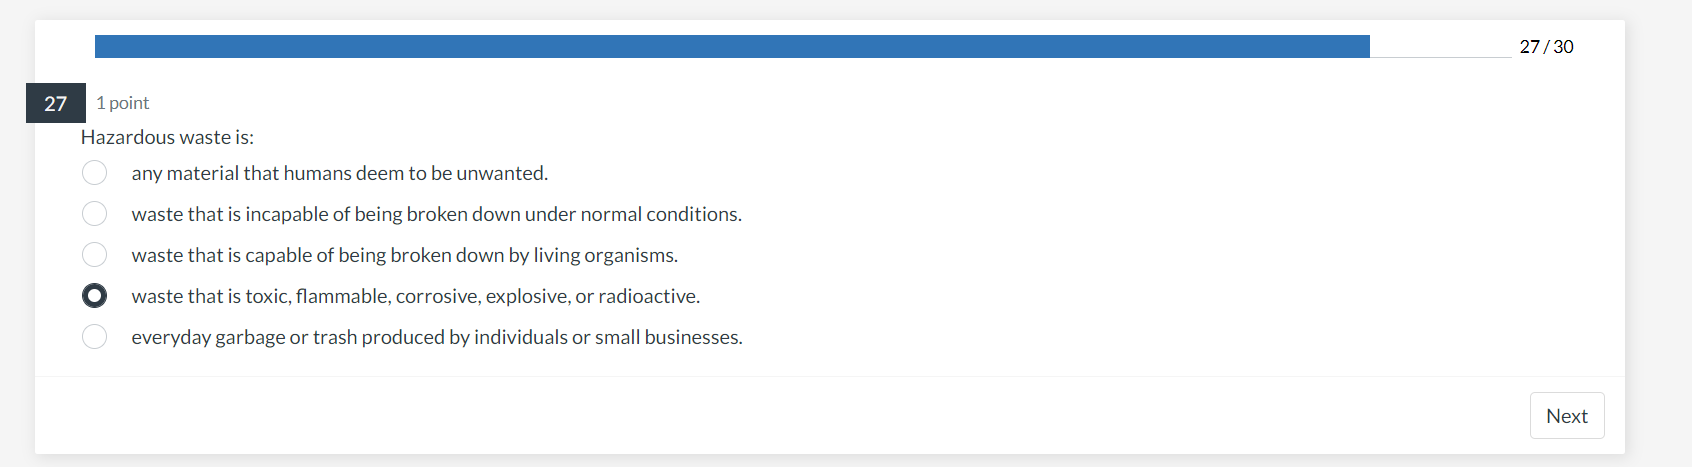 27 / 30
27
1 point
Hazardous waste is:
any material that humans deem to be unwanted.
waste that is incapable of being broken down under normal conditions.
waste that is capable of being broken down by living organisms.
waste that is toxic, flammable, corrosive, explosive, or radioactive.
everyday garbage or trash produced by individuals or small businesses.
Next